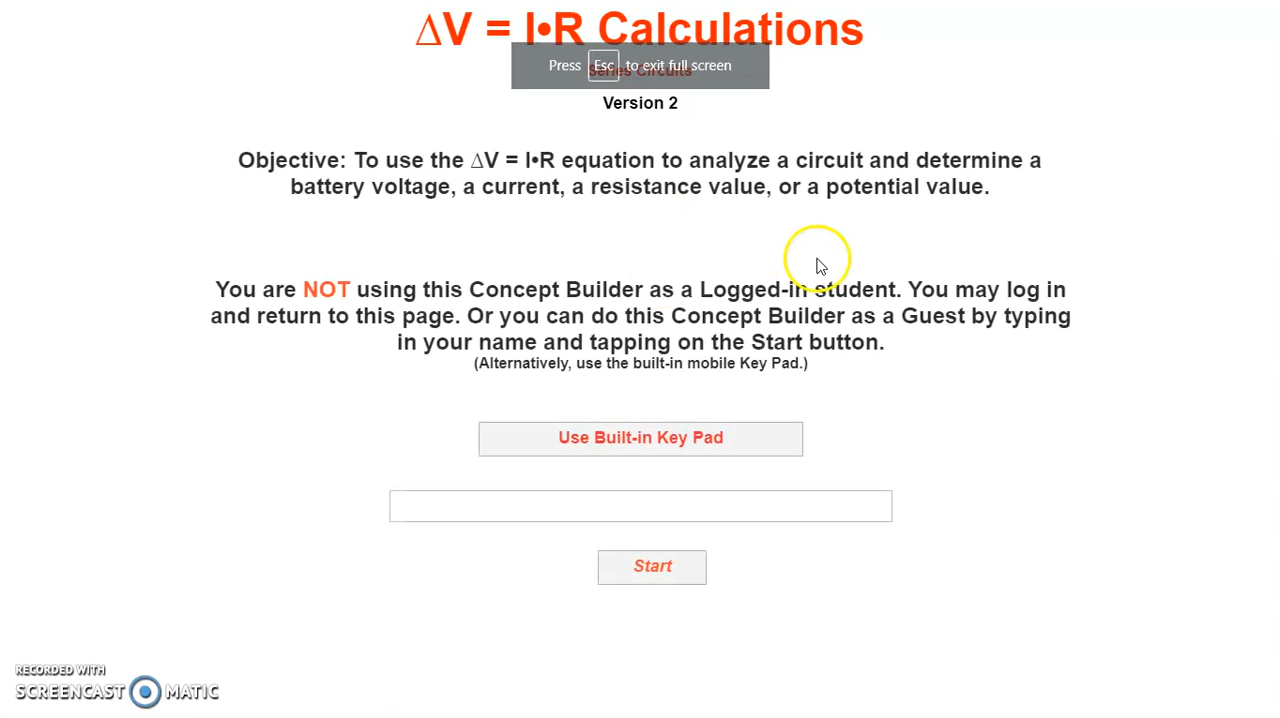 ∆V = I•R Calculations
Press Esc to exit full screen
Series Circuits
Version 2
Objective: To use the ∆V = I•R equation to analyze a circuit and determine a
battery voltage, a current, a resistance value, or a potential value.
You are NOT using this Concept Builder as a Logged-in student. You may log in
and return to this page. Or you can do this Concept Builder as a Guest by typing
in your name and tapping on the Start button.
(Alternatively, use the built-in mobile Key Pad.)
Use Built-in Key Pad
Start
RECORDED WITH
SCREENCAST MATIC